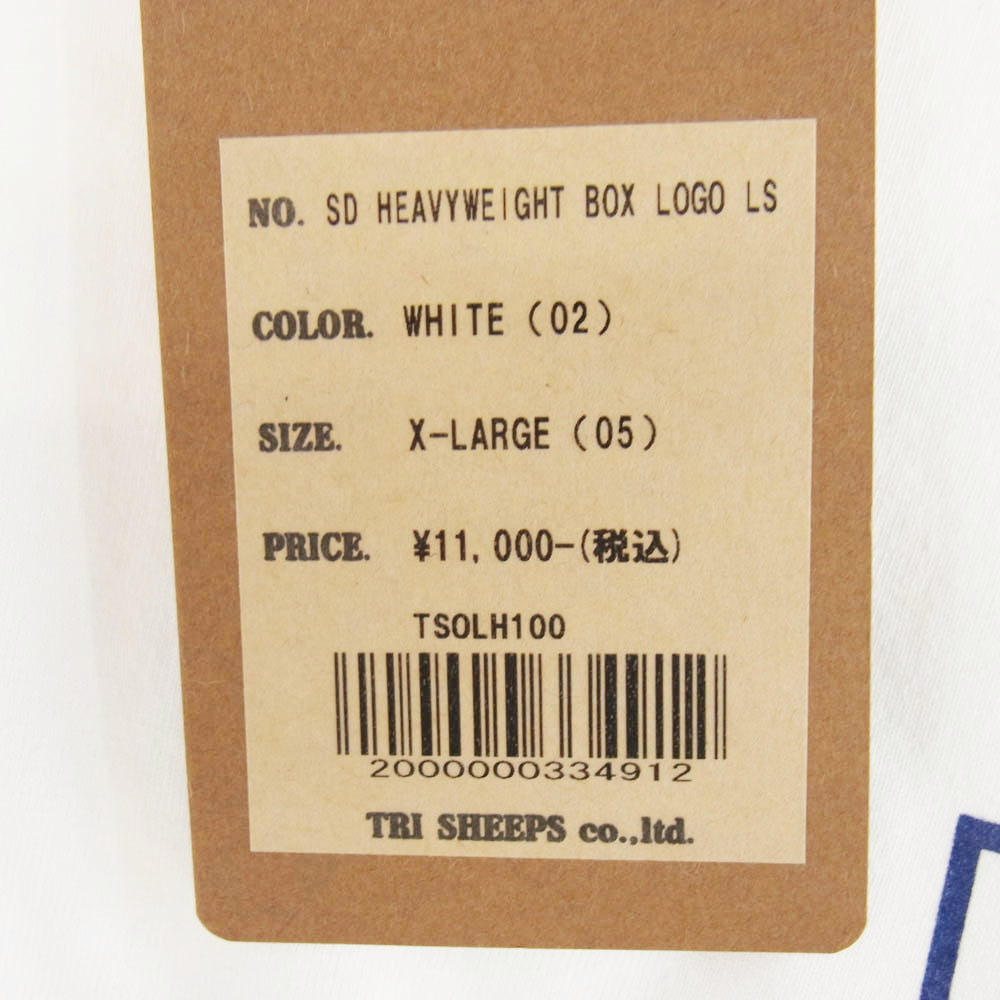 NO. SD HEAVYWEIGHT BOX LOGO LS
COLOR. WHITE (02)
SIZE. X-LARGE (05)
PRICE. ¥11,000-(税込)
TSOLH100
2000000334912
TRI SHEEPS co.,ltd.